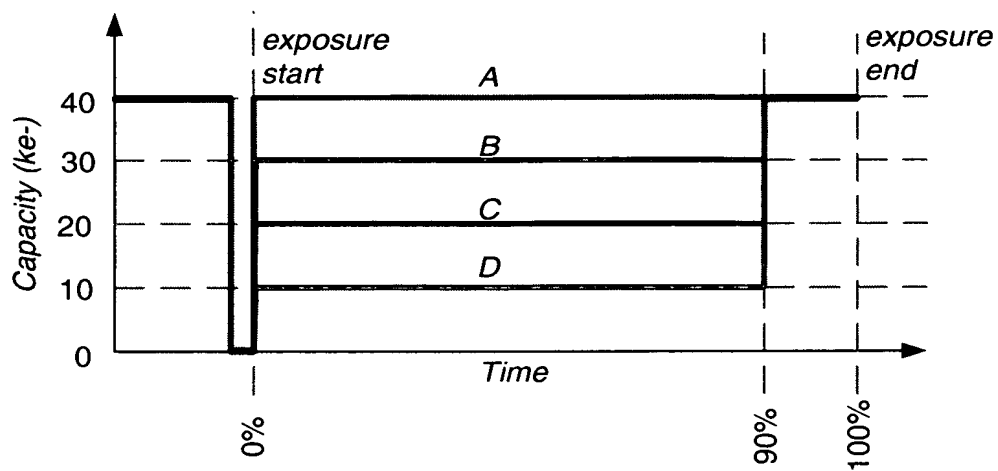 exposure
start
exposure
end
A
40
B
30
C
20
D
10
0
Capacity (ke-)
Time
0%
90%
100%